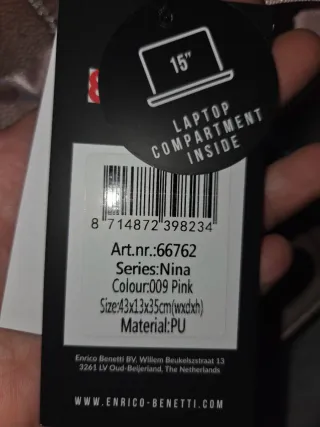 15"
LAPTOP
COMPARTMENT
INSIDE
8 714872 398234
Art.nr.:66762
Series:Nina
Colour:009 Pink
Size:43x13x35cm(wxdxh)
Material:PU
Enrico Benetti BV, Willem Beukelszstraat 13
3261 LV Oud-Beijerland, The Netherlands
WWW.ENRICO-BENETTI.COM